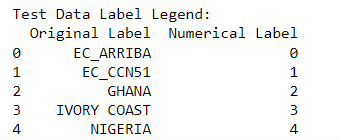 Test Data Label Legend:
Original Label Numerical Label
0 EC_ARRIBA 0
1 EC_CCN51 1
2 GHANA 2
3 IVORY COAST 3
4 NIGERIA 4